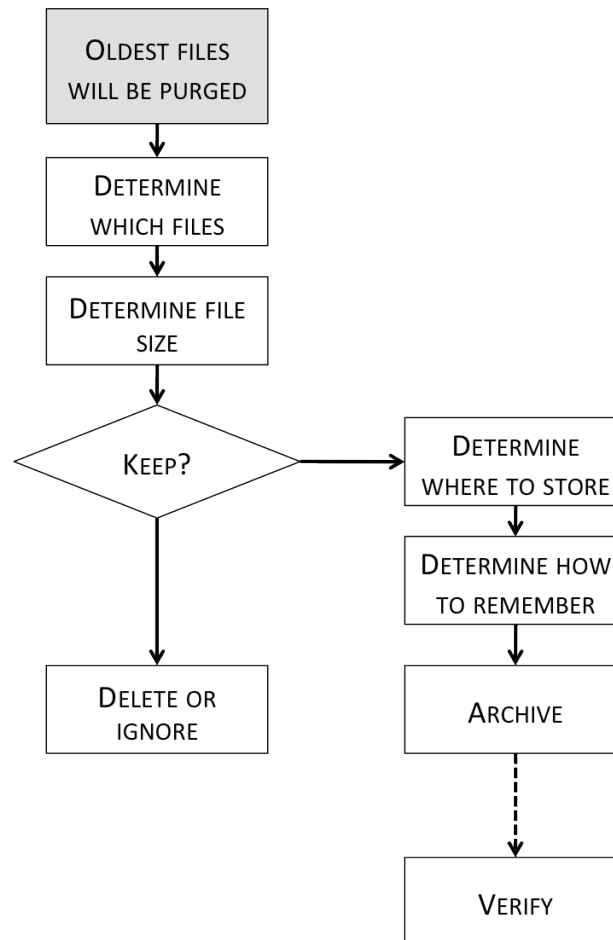 OLDEST FILES
WILL BE PURGED
DETERMINE
WHICH FILES
DETERMINE FILE
SIZE
KEEP?
DETERMINE
WHERE TO STORE
DETERMINE HOW
TO REMEMBER
DELETE OR
IGNORE
ARCHIVE
VERIFY